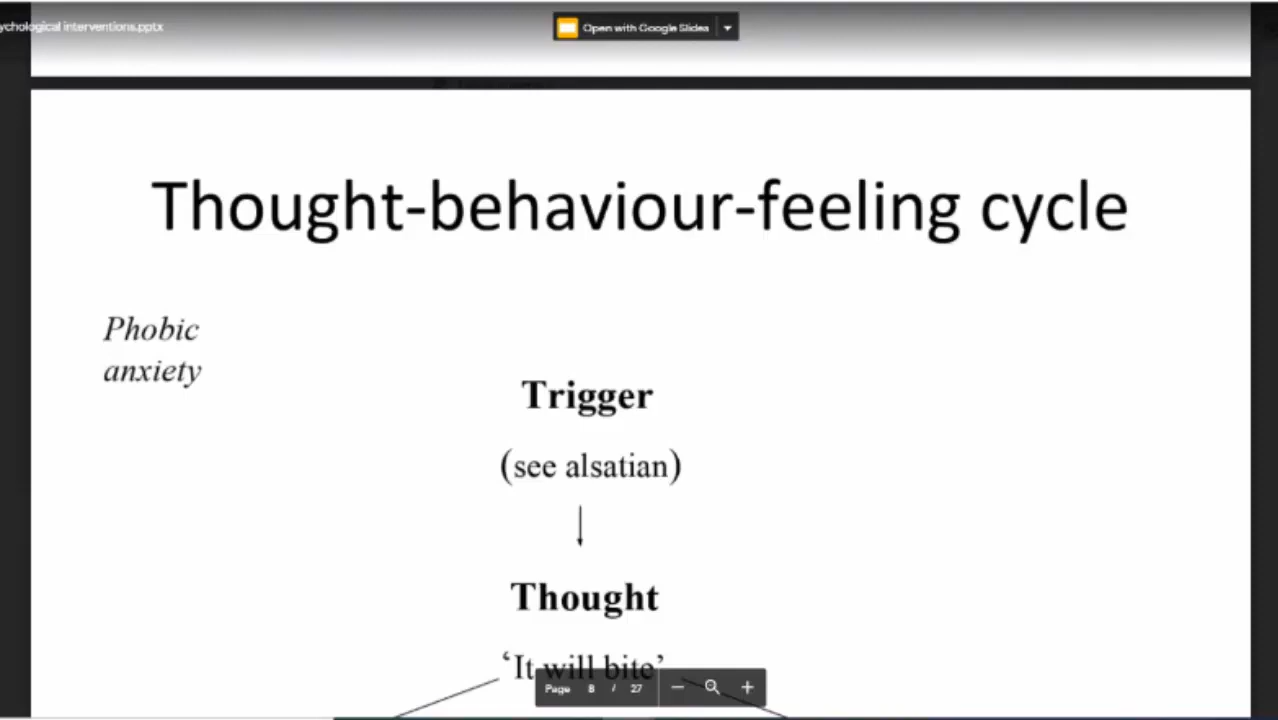 ychological interventions.pptx
Open with Google Slides
Thought-behaviour-feeling cycle
Phobic
anxiety
Trigger
(see alsatian)
Thought
‘It will bite’
Page 8 / 27